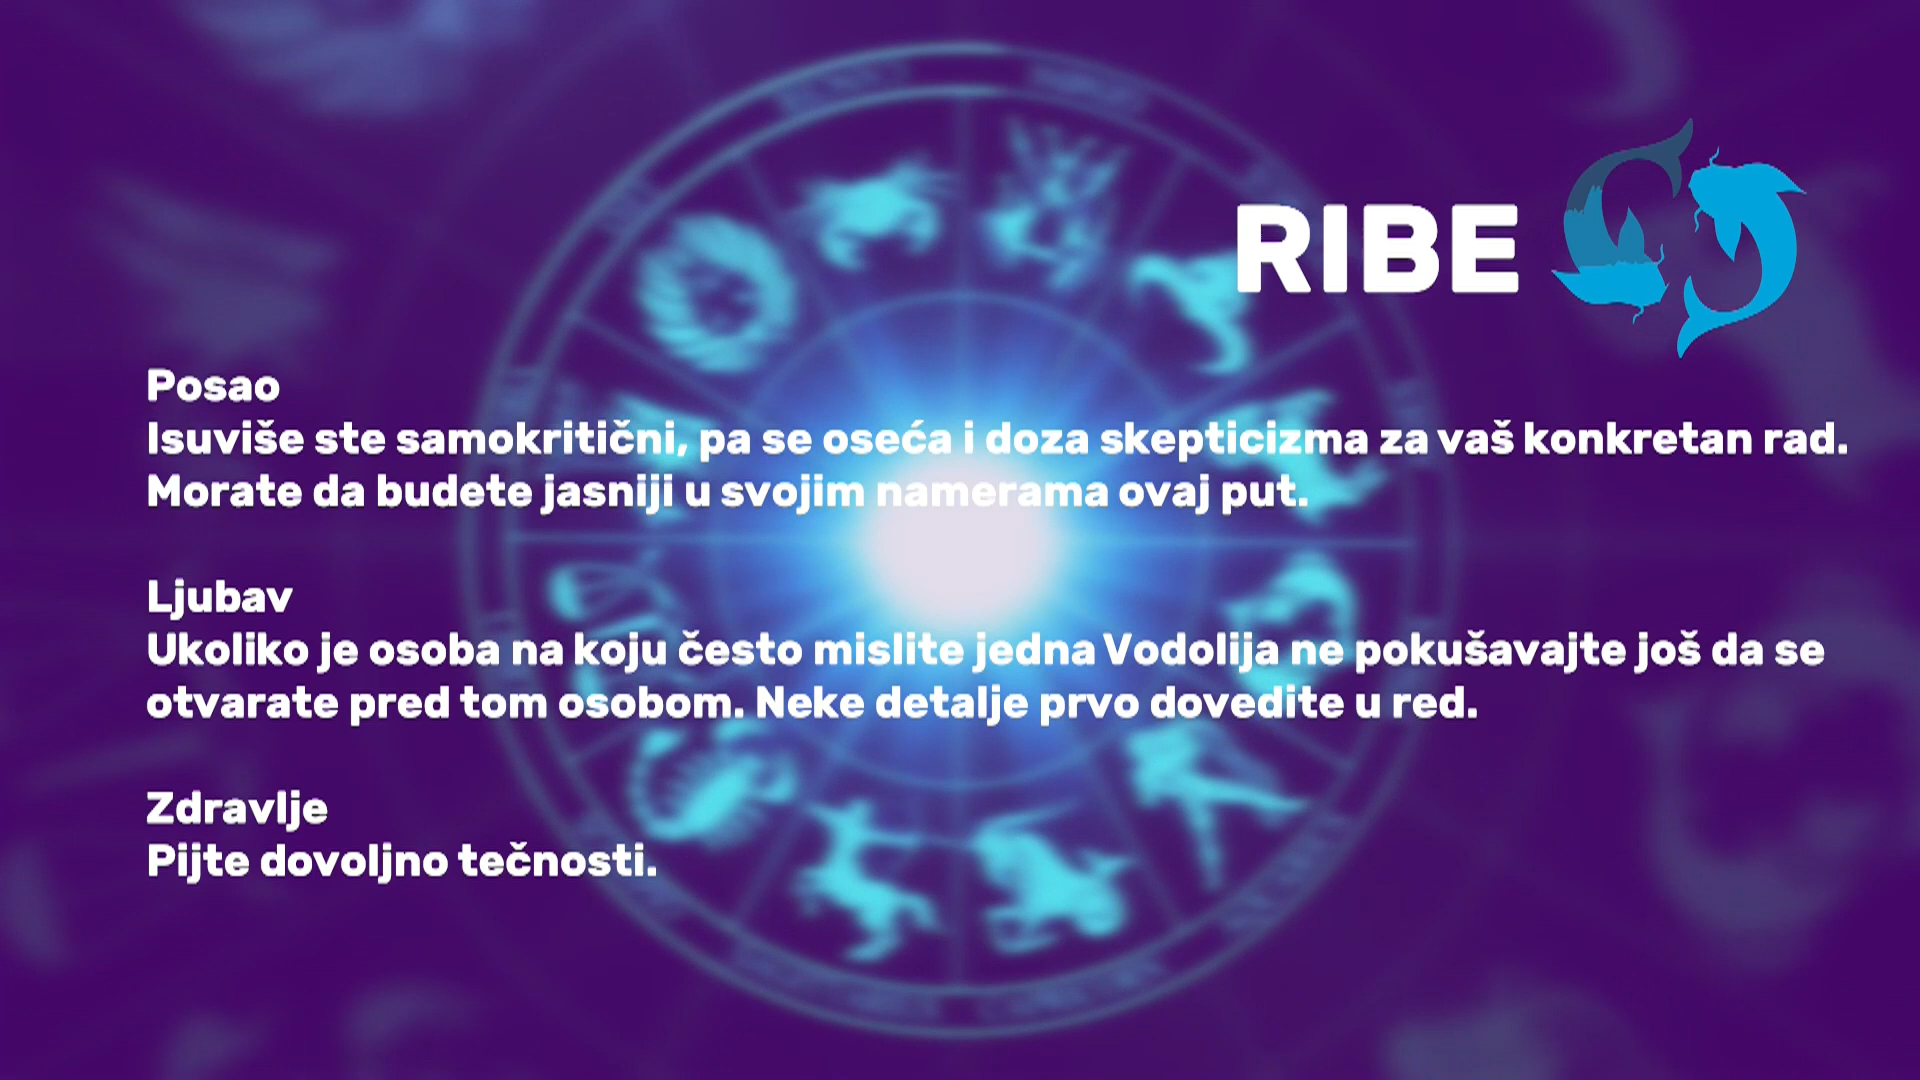 RIBE
Posao
Isuviše ste samokritični, pa se oseća i doza skepticizma za vaš konkretan rad.
Morate da budete jasniji u svojim namerama ovaj put.
Ljubav
Ukoliko je osoba na koju često mislite jedna Vodolija ne pokušavajte još da se
otvarate pred tom osobom. Neke detalje prvo dovedite u red.
Zdravlje
Pijte dovoljno tečnosti.